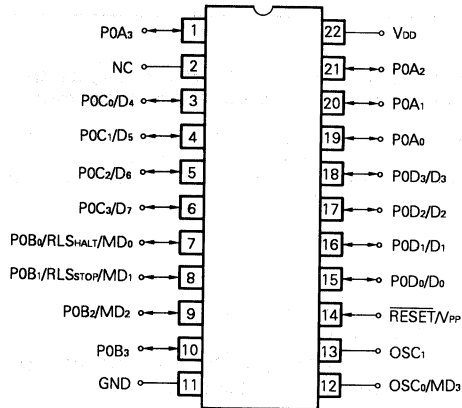 P0A3 1 22 VDD
NC 2 21 P0A2
P0C0/D4 3 20 P0A1
P0C1/D5 4 19 P0A0
P0C2/D6 5 18 P0D3/D3
P0C3/D7 6 17 P0D2/D2
P0B0/RLSHALT/MD0 7 16 P0D1/D1
P0B1/RLSSTOP/MD1 8 15 P0D0/D0
P0B2/MD2 9 14 RESET/VPP
P0B3 10 13 OSC1
GND 11 12 OSC0/MD3